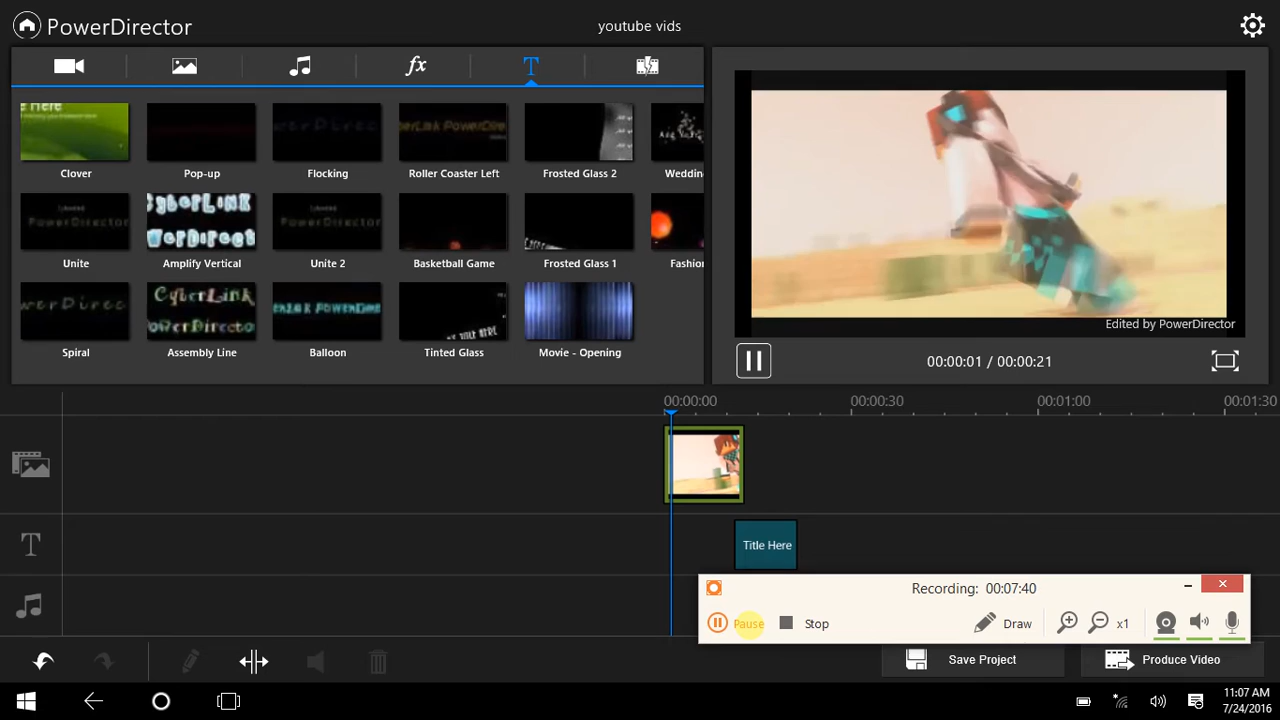 PowerDirector
youtube vids
fx
T
e Here
Clover
Pop-up
Flocking
Roller Coaster Left
Frosted Glass 2
Weddin
Unite
Amplify Vertical
Unite 2
Basketball Game
Frosted Glass 1
Fashion
Spiral
Assembly Line
Balloon
Tinted Glass
Movie - Opening
Edited by PowerDirector
00:00:01 / 00:00:21
00:00:00
00:00:30
00:01:00
00:01:30
T
Title Here
Recording: 00:07:40
Pause
Stop
Draw
x1
Save Project
Produce Video
11:07 AM
7/24/2016